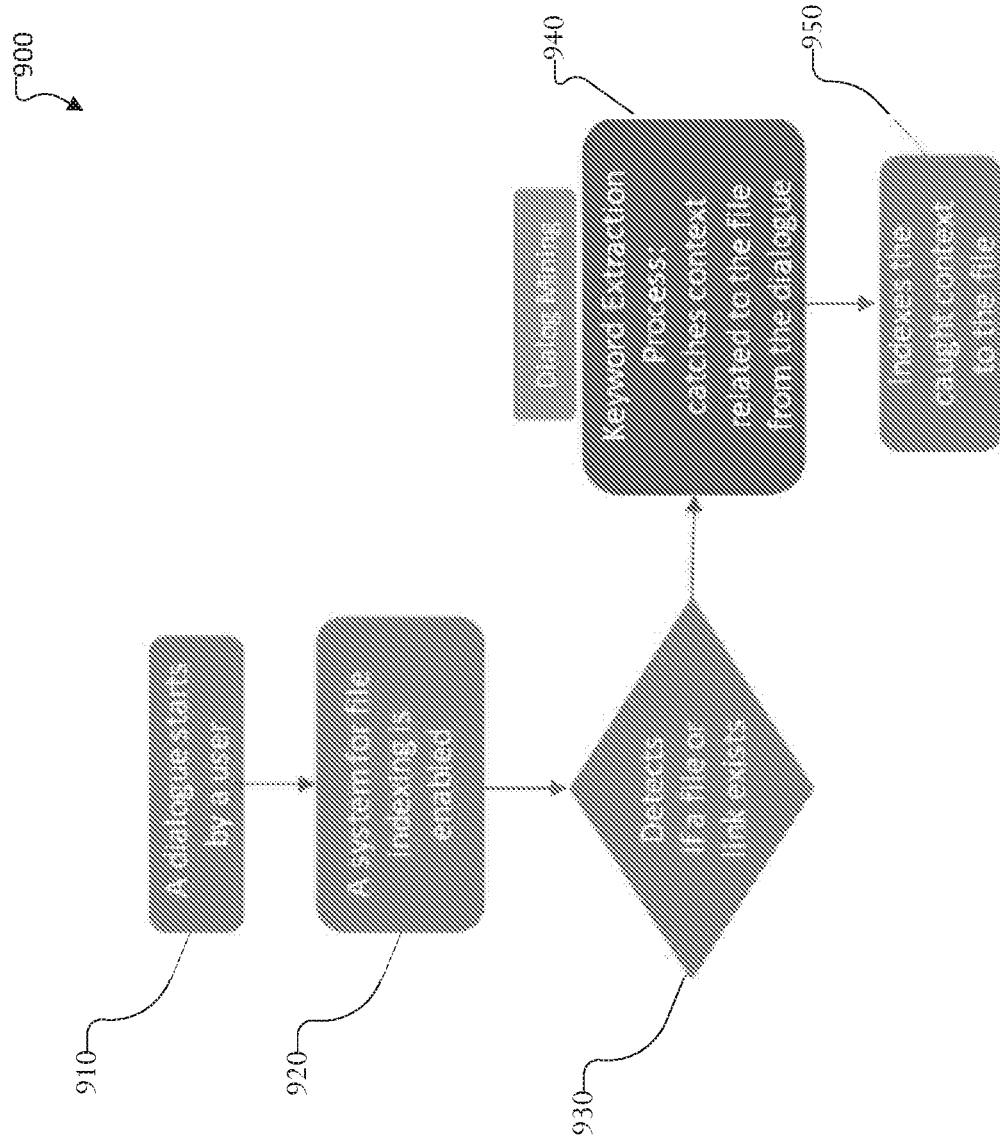 900
910
A dialogue starts
by a user
920
A system for file
indexing is
enabled
930
Detects
if a file or
link exists
Dialog Mining
940
Keyword Extraction
Process:
catches context
related to the file
from the dialogue
950
Indexes the
caught context
to the file